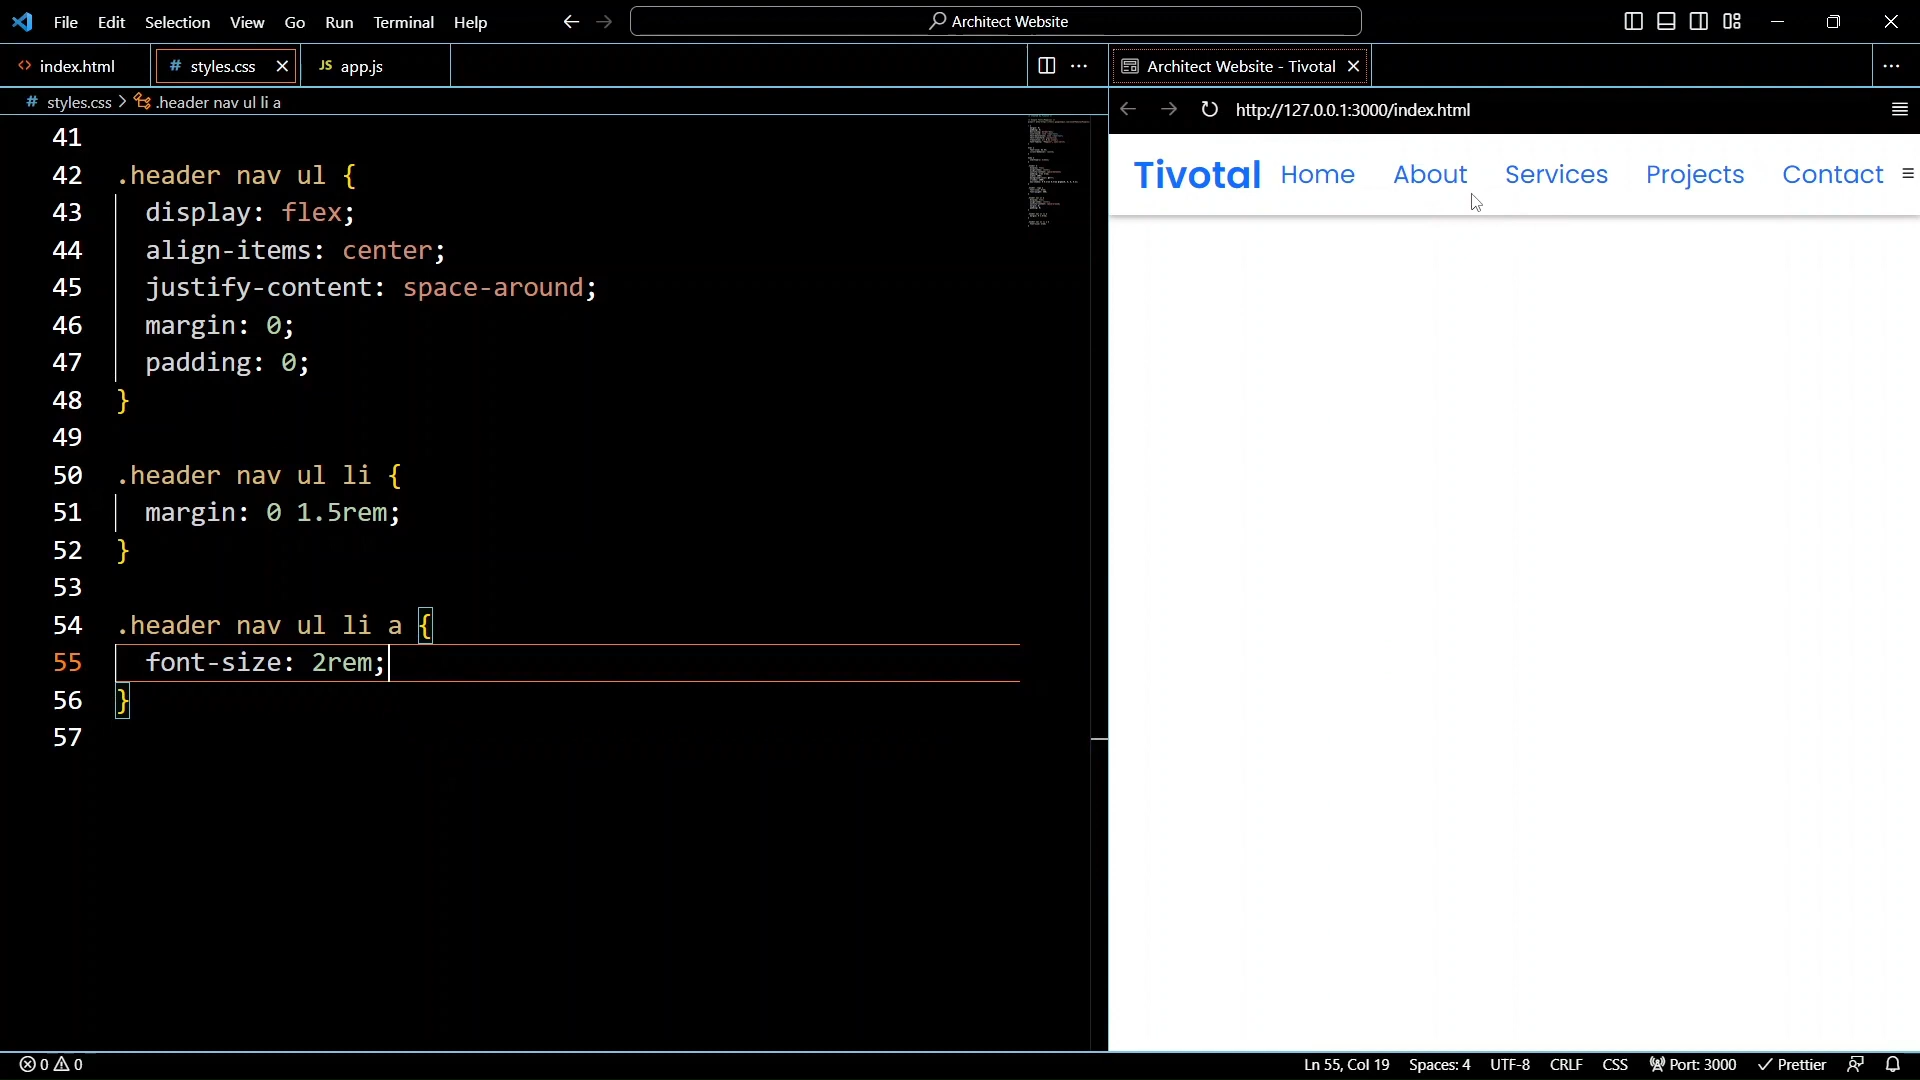 File Edit Selection View Go Run Terminal Help
Architect Website
index.html
# styles.css
JS app.js
Architect Website - Tivotal
# styles.css > .header nav ul li a
http://127.0.0.1:3000/index.html
41
42 .header nav ul {
43 display: flex;
44 align-items: center;
45 justify-content: space-around;
46 margin: 0;
47 padding: 0;
48 }
49
50 .header nav ul li {
51 margin: 0 1.5rem;
52 }
53
54 .header nav ul li a {
55 font-size: 2rem;
56 }
57
Tivotal Home About Services Projects Contact
0 0
Ln 55, Col 19 Spaces: 4 UTF-8 CRLF CSS Port: 3000 Prettier